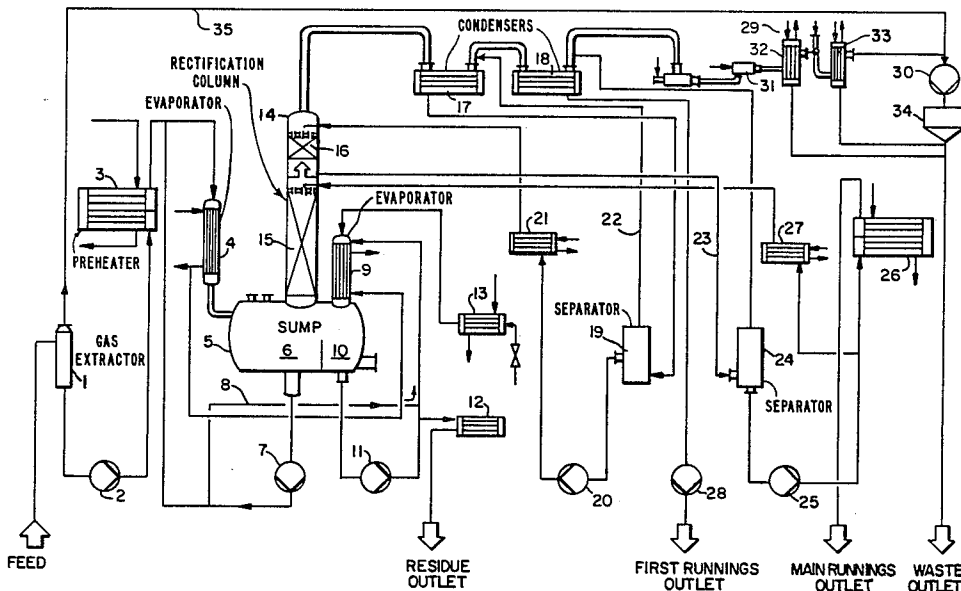 35
CONDENSERS
29
33
32
18
31
30
17
34
RECTIFICATION
COLUMN
EVAPORATOR
14
16
3
EVAPORATOR
21
22
23
27
15
4
9
26
PREHEATER
13
SEPARATOR
GAS
EXTRACTOR
SUMP
5
6
10
19
24
1
8
12
SEPARATOR
7
11
2
20
28
25
FEED
RESIDUE
OUTLET
FIRST RUNNINGS
OUTLET
MAIN RUNNINGS
OUTLET
WASTE
OUTLET